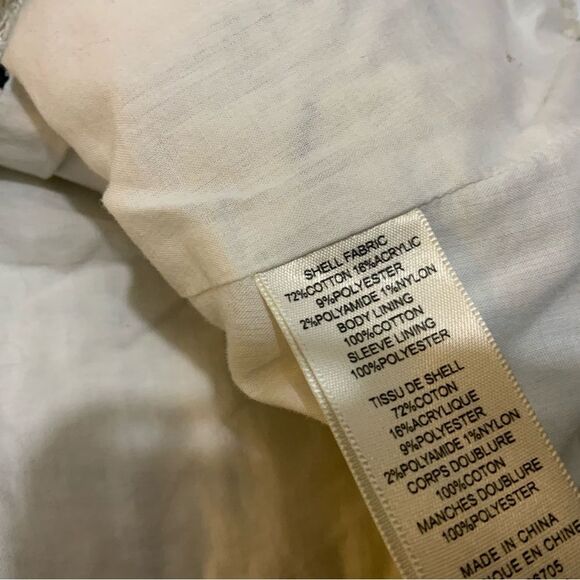 SHELL FABRIC
72%COTTON 16%ACRYLIC
9%POLYESTER
2%POLYAMIDE 1%NYLON
BODY LINING
100%COTTON
SLEEVE LINING
100%POLYESTER
TISSU DE SHELL
72%COTON
16%ACRYLIQUE
9%POLYESTER
2%POLYAMIDE 1%NYLON
CORPS DOUBLURE
100%COTON
MANCHES DOUBLURE
100%POLYESTER
MADE IN CHINA
EN CHINE